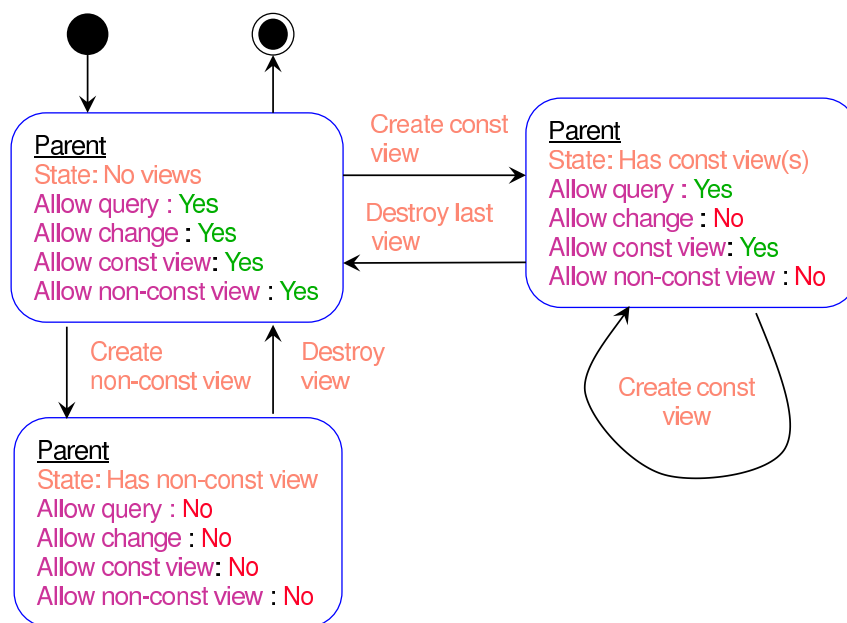 Parent
State: No views
Allow query : Yes
Allow change : Yes
Allow const view: Yes
Allow non-const view : Yes
Create const
view
Destroy last
view
Parent
State: Has const view(s)
Allow query : Yes
Allow change : No
Allow const view: Yes
Allow non-const view : No
Create
non-const view
Destroy
view
Create const
view
Parent
State: Has non-const view
Allow query : No
Allow change : No
Allow const view: No
Allow non-const view : No